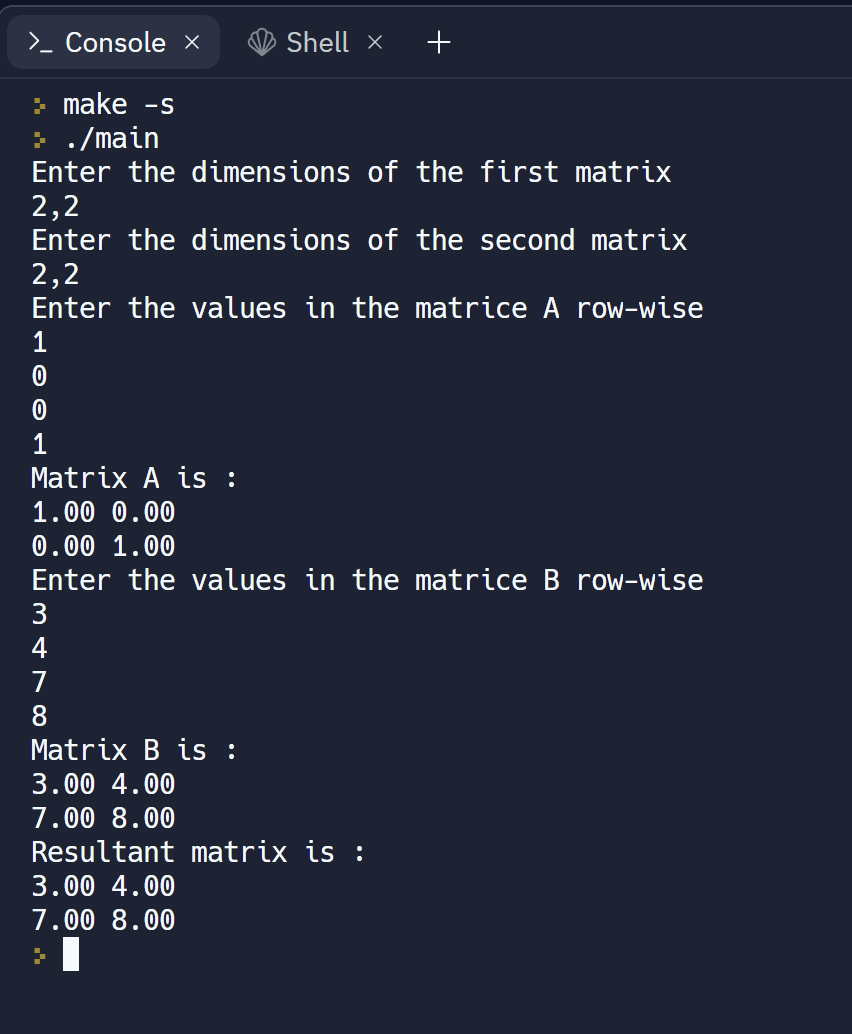 Console Shell
make -s
./main
Enter the dimensions of the first matrix
2,2
Enter the dimensions of the second matrix
2,2
Enter the values in the matrice A row-wise
1
0
0
1
Matrix A is :
1.00 0.00
0.00 1.00
Enter the values in the matrice B row-wise
3
4
7
8
Matrix B is :
3.00 4.00
7.00 8.00
Resultant matrix is :
3.00 4.00
7.00 8.00